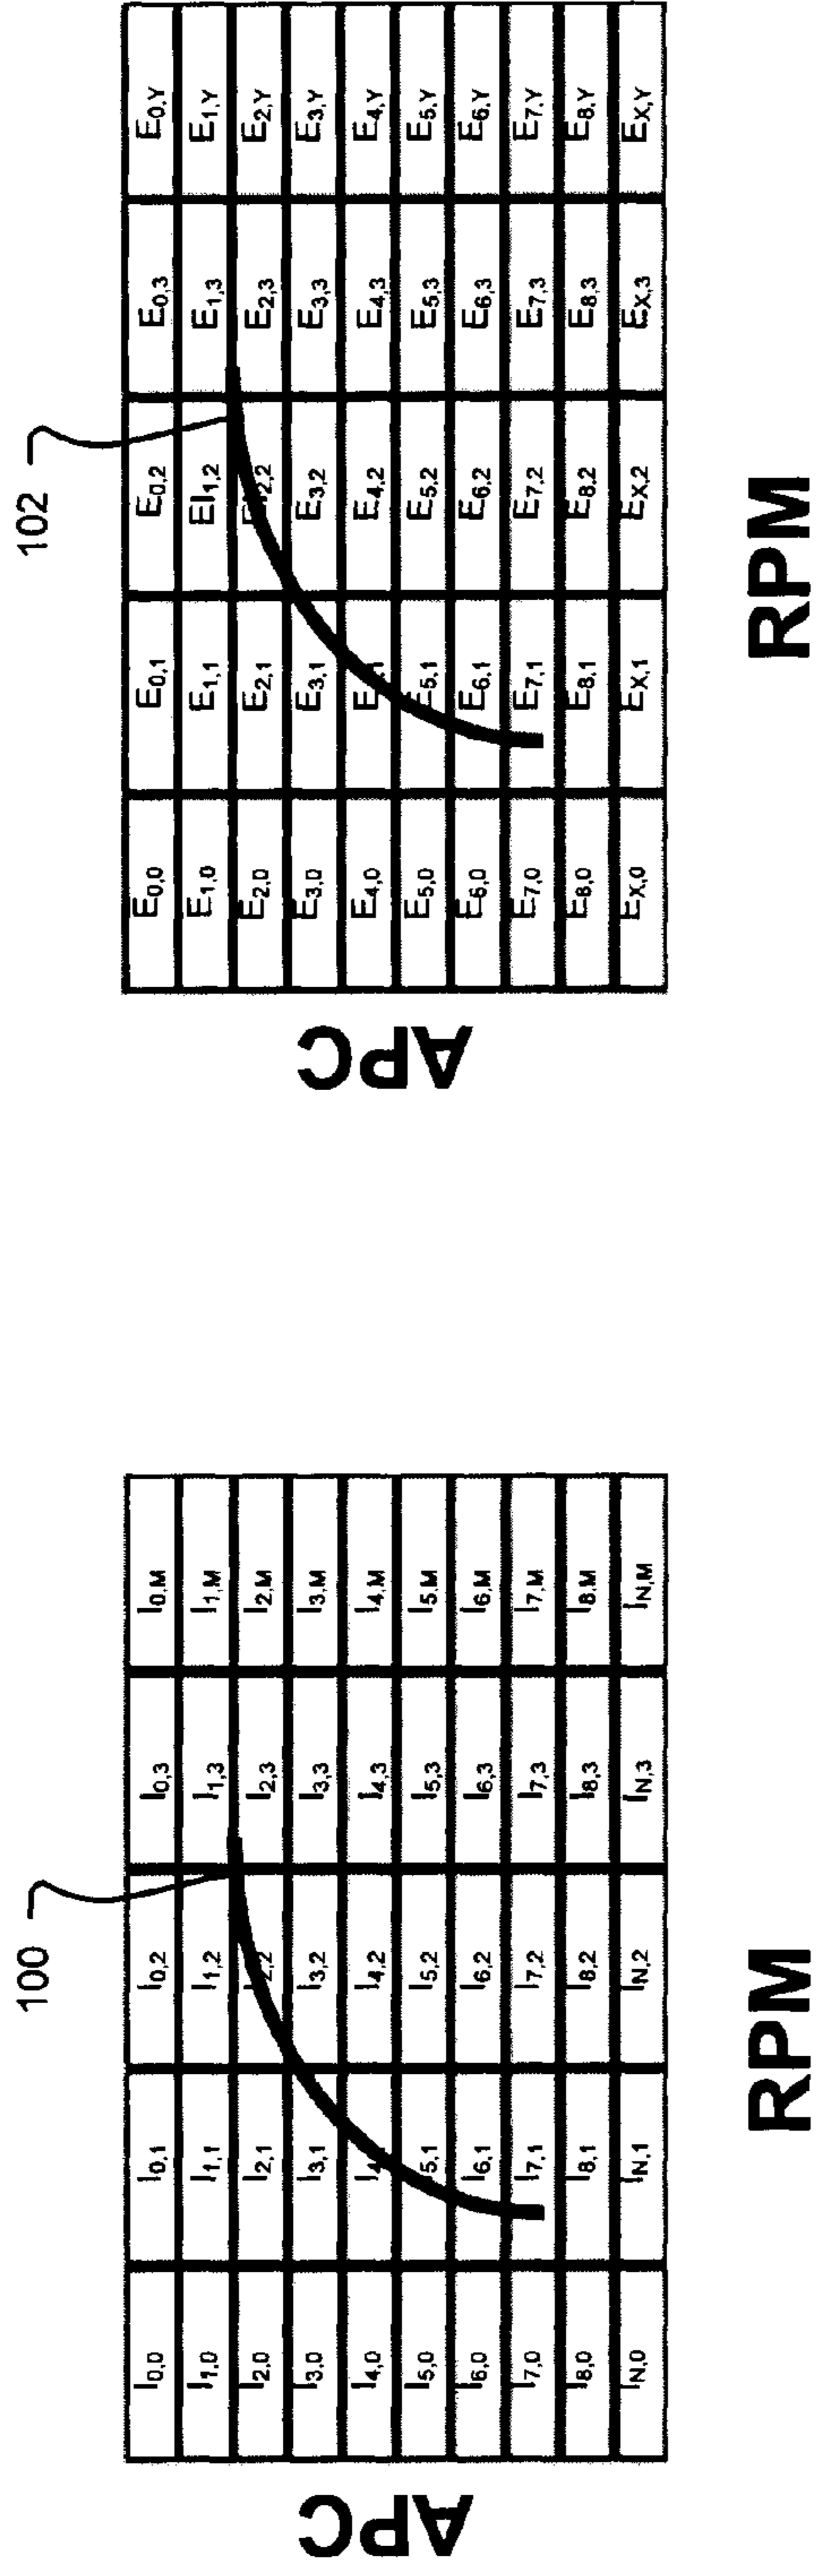 100
I0,0 I0,1 I0,2 I0,3 I0,M
I1,0 I1,1 I1,2 I1,3 I1,M
I2,0 I2,1 I2,3 I2,M
I3,0 I3,1 I3,2 I3,3 I3,M
I4,0 I4,2 I4,3 I4,M
I5,0 5,1 I5,2 I5,3 I5,M
I6,0 I6,1 I6,2 I6,3 I6,M
I7,0 I7,1 I7,2 I7,3 I7,M
I8,0 I8,1 I8,2 I8,3 I8,M
IN,0 IN,1 IN,2 IN,3 IN,M
APC
RPM
102
E0,0 E0,1 E0,2 E0,3 E0,Y
E1,0 E1,1 EI1,2 E1,3 E1,Y
E2,0 E2,1 E2,3 E2,Y
E3,0 E3,1 E3,2 E3,3 E3,Y
E4,0 E4,2 E4,3 E4,Y
E5,0 E5,1 E5,2 E5,3 E5,Y
E6,0 E6,1 E6,2 E6,3 E6,Y
E7,0 E7,1 E7,2 E7,3 E7,Y
E8,0 E8,1 E8,2 E8,3 E8,Y
EX,0 EX,1 EX,2 EX,3 EX,Y
APC
RPM